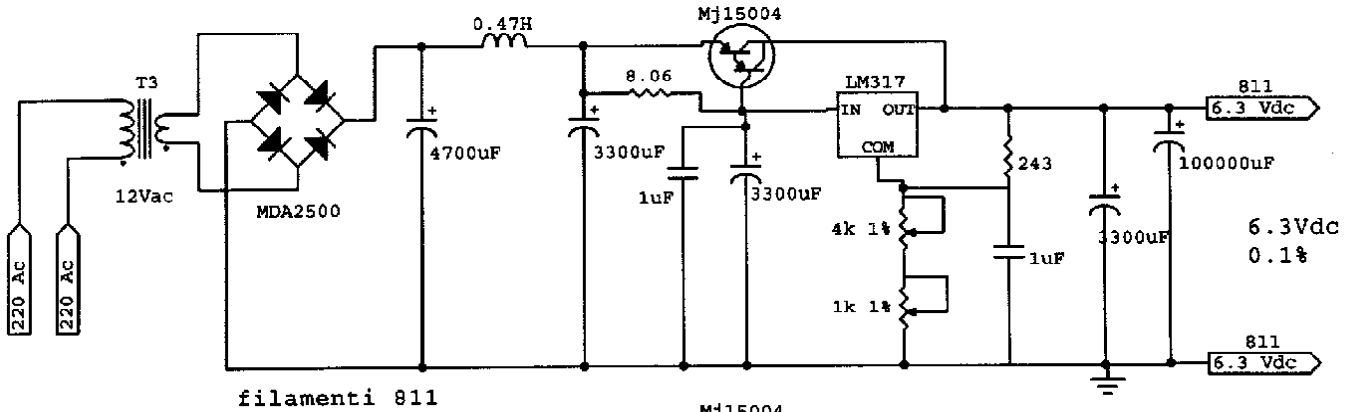 Mj15004
0.47H
T3
8.06
LM317
IN OUT
COM
811
6.3 Vdc
12Vac
MDA2500
4700uF
3300uF
1uF
3300uF
243
4k 1%
1k 1%
1uF
3300uF
100000uF
6.3Vdc
0.1%
220 Ac
220 Ac
811
6.3 Vdc
filamenti 811
Mj15004